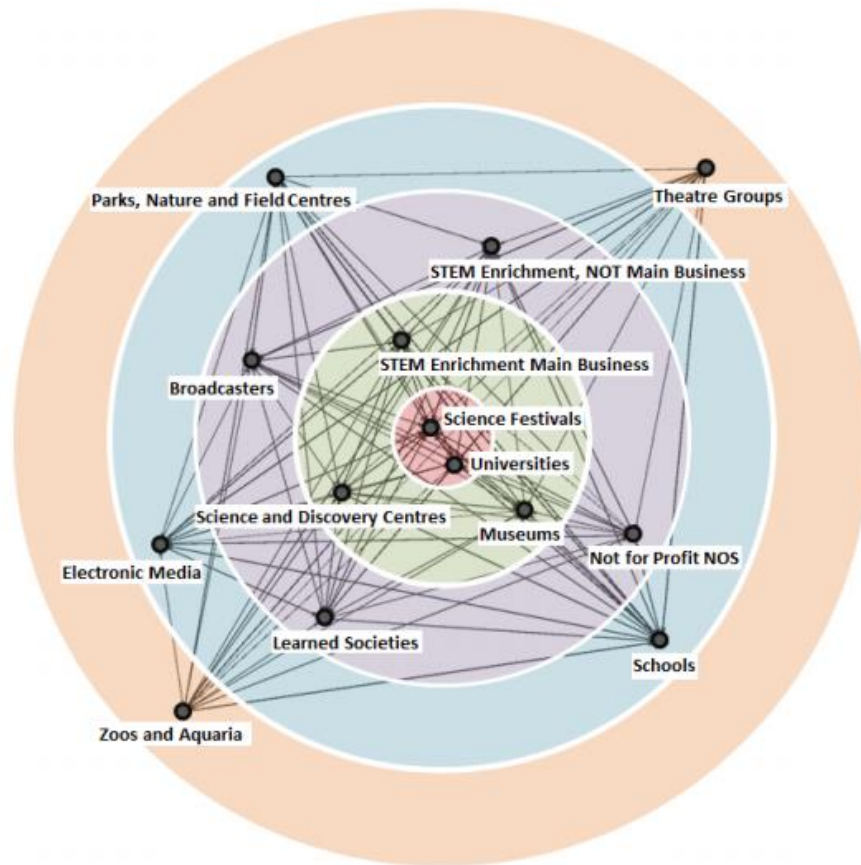 Parks, Nature and Field Centres
Theatre Groups
STEM Enrichment, NOT Main Business
STEM Enrichment Main Business
Broadcasters
Science Festivals
Universities
Science and Discovery Centres
Museums
Not for Profit NOS
Electronic Media
Learned Societies
Schools
Zoos and Aquaria